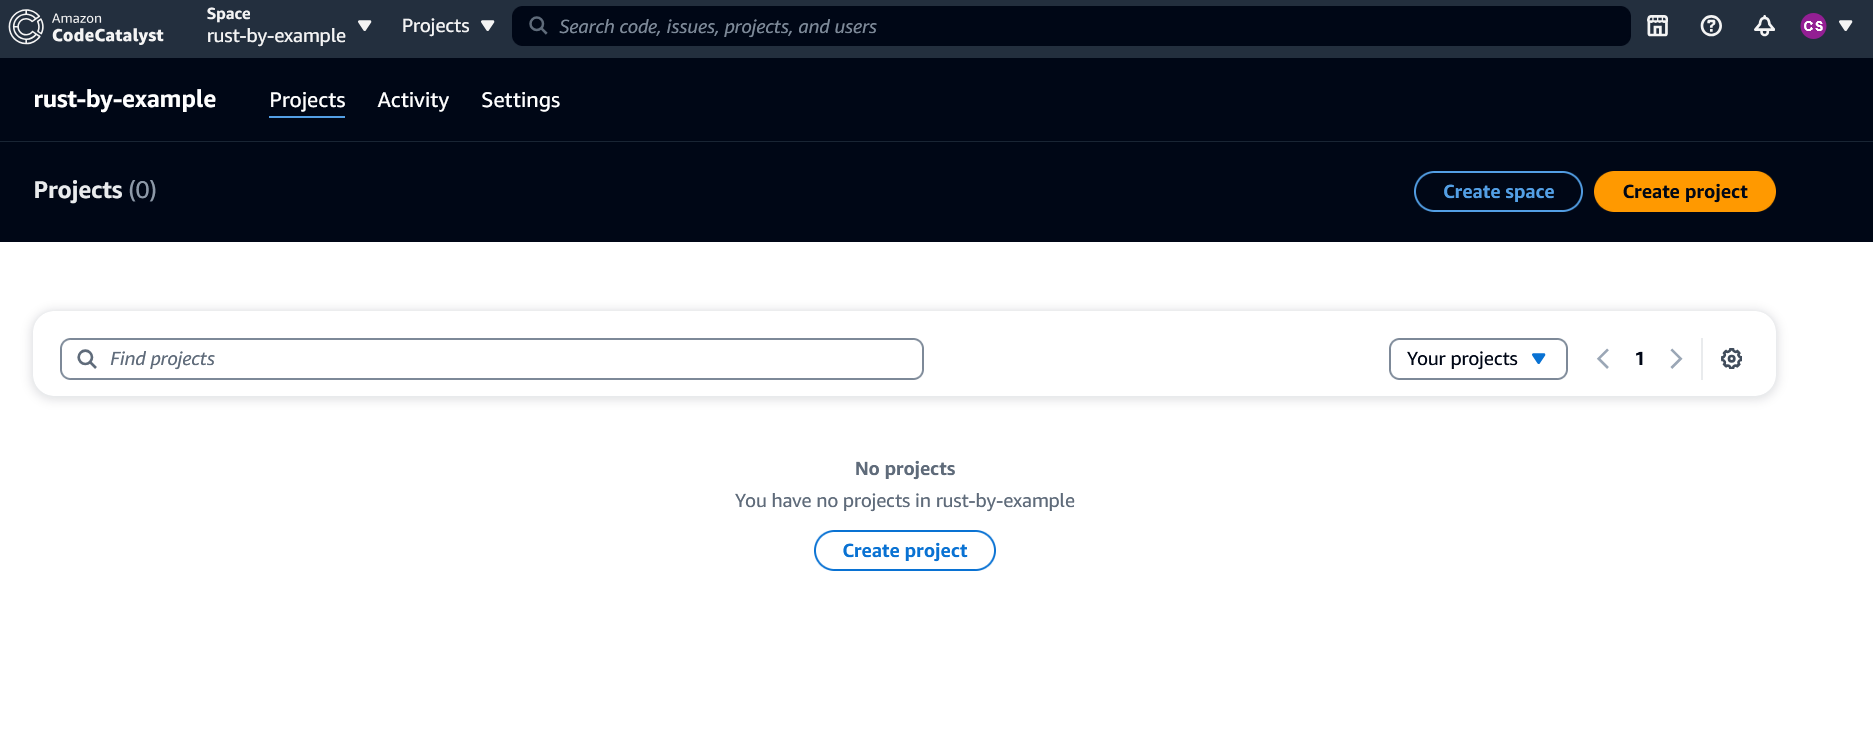 Amazon
CodeCatalyst
Space
rust-by-example
Projects
Search code, issues, projects, and users
CS
rust-by-example
Projects
Activity
Settings
Projects (0)
Create space
Create project
Find projects
Your projects
1
No projects
You have no projects in rust-by-example
Create project